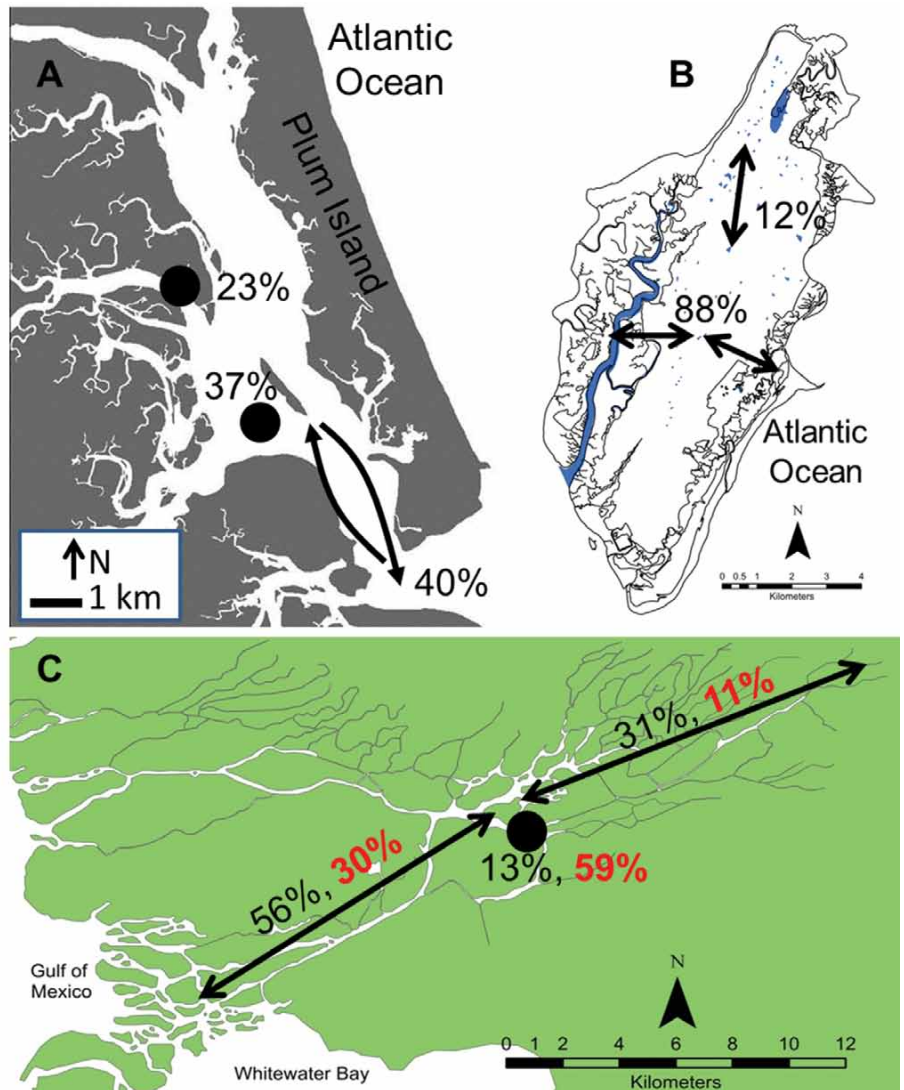 A
Atlantic
Ocean
Plum Island
23%
37%
40%
N
1 km
B
12%
88%
Atlantic
Ocean
N
0 0.5 1 2 3 4
Kilometers
C
31%, 11%
13%, 59%
56%, 30%
Gulf of
Mexico
Whitewater Bay
N
0 1 2 4 6 8 10 12
Kilometers